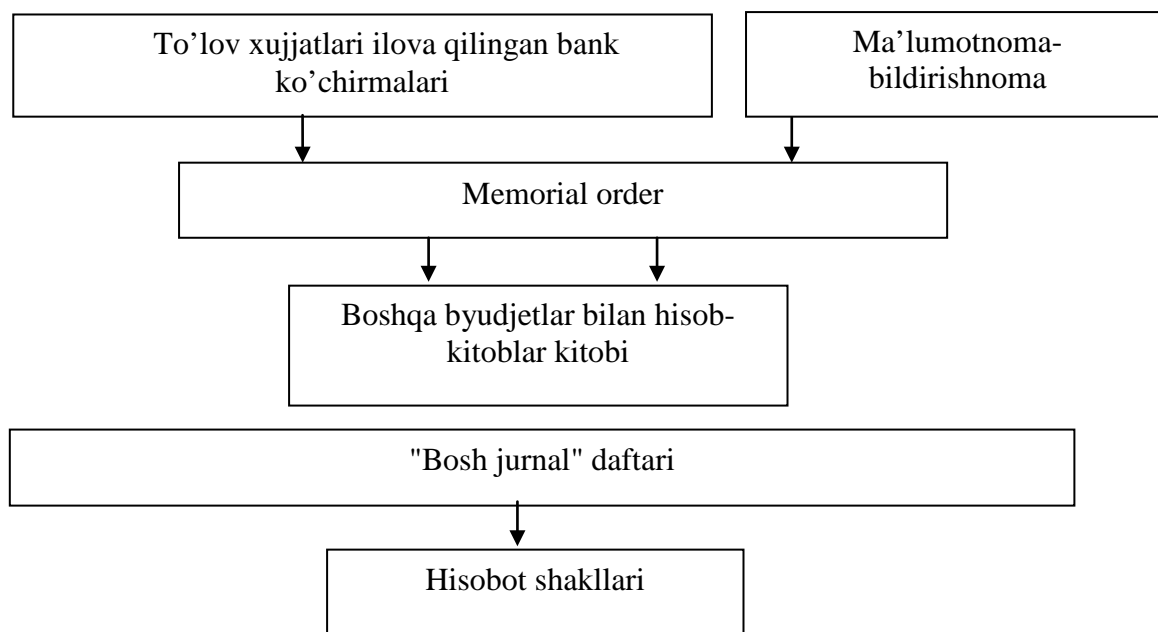 To’lov xujjatlari ilova qilingan bank
ko’chirmalari
Ma’lumotnoma-
bildirishnoma
Memorial order
Boshqa byudjetlar bilan hisob-
kitoblar kitobi
"Bosh jurnal" daftari
Hisobot shakllari